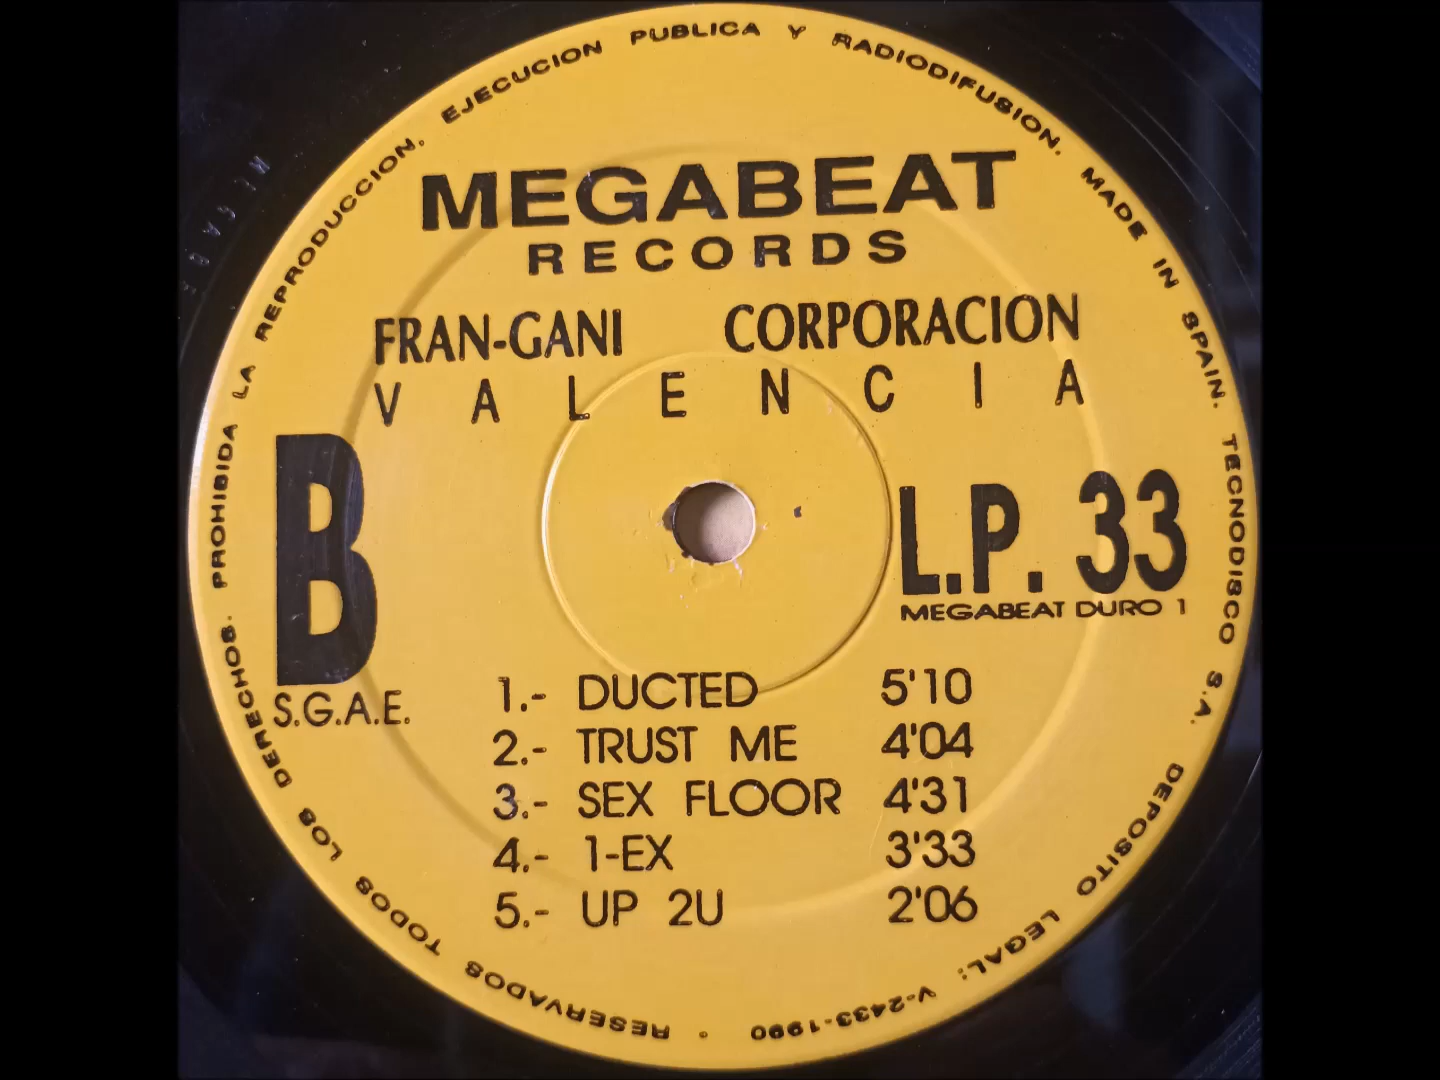 MEGABEAT
RECORDS
FRAN-GANI CORPORACION
VALENCIA
B
S.G.A.E.
L.P. 33
MEGABEAT DURO 1
1.- DUCTED 5'10
2.- TRUST ME 4'04
3.- SEX FLOOR 4'31
4.- 1-EX 3'33
5.- UP 2U 2'06
RESERVADOS TODOS LOS DERECHOS. PROHIBIDA LA REPRODUCCION, EJECUCION PUBLICA Y RADIODIFUSION. MADE IN SPAIN. TECNODISCO S.A. DEPOSITO LEGAL: V-2433-1990